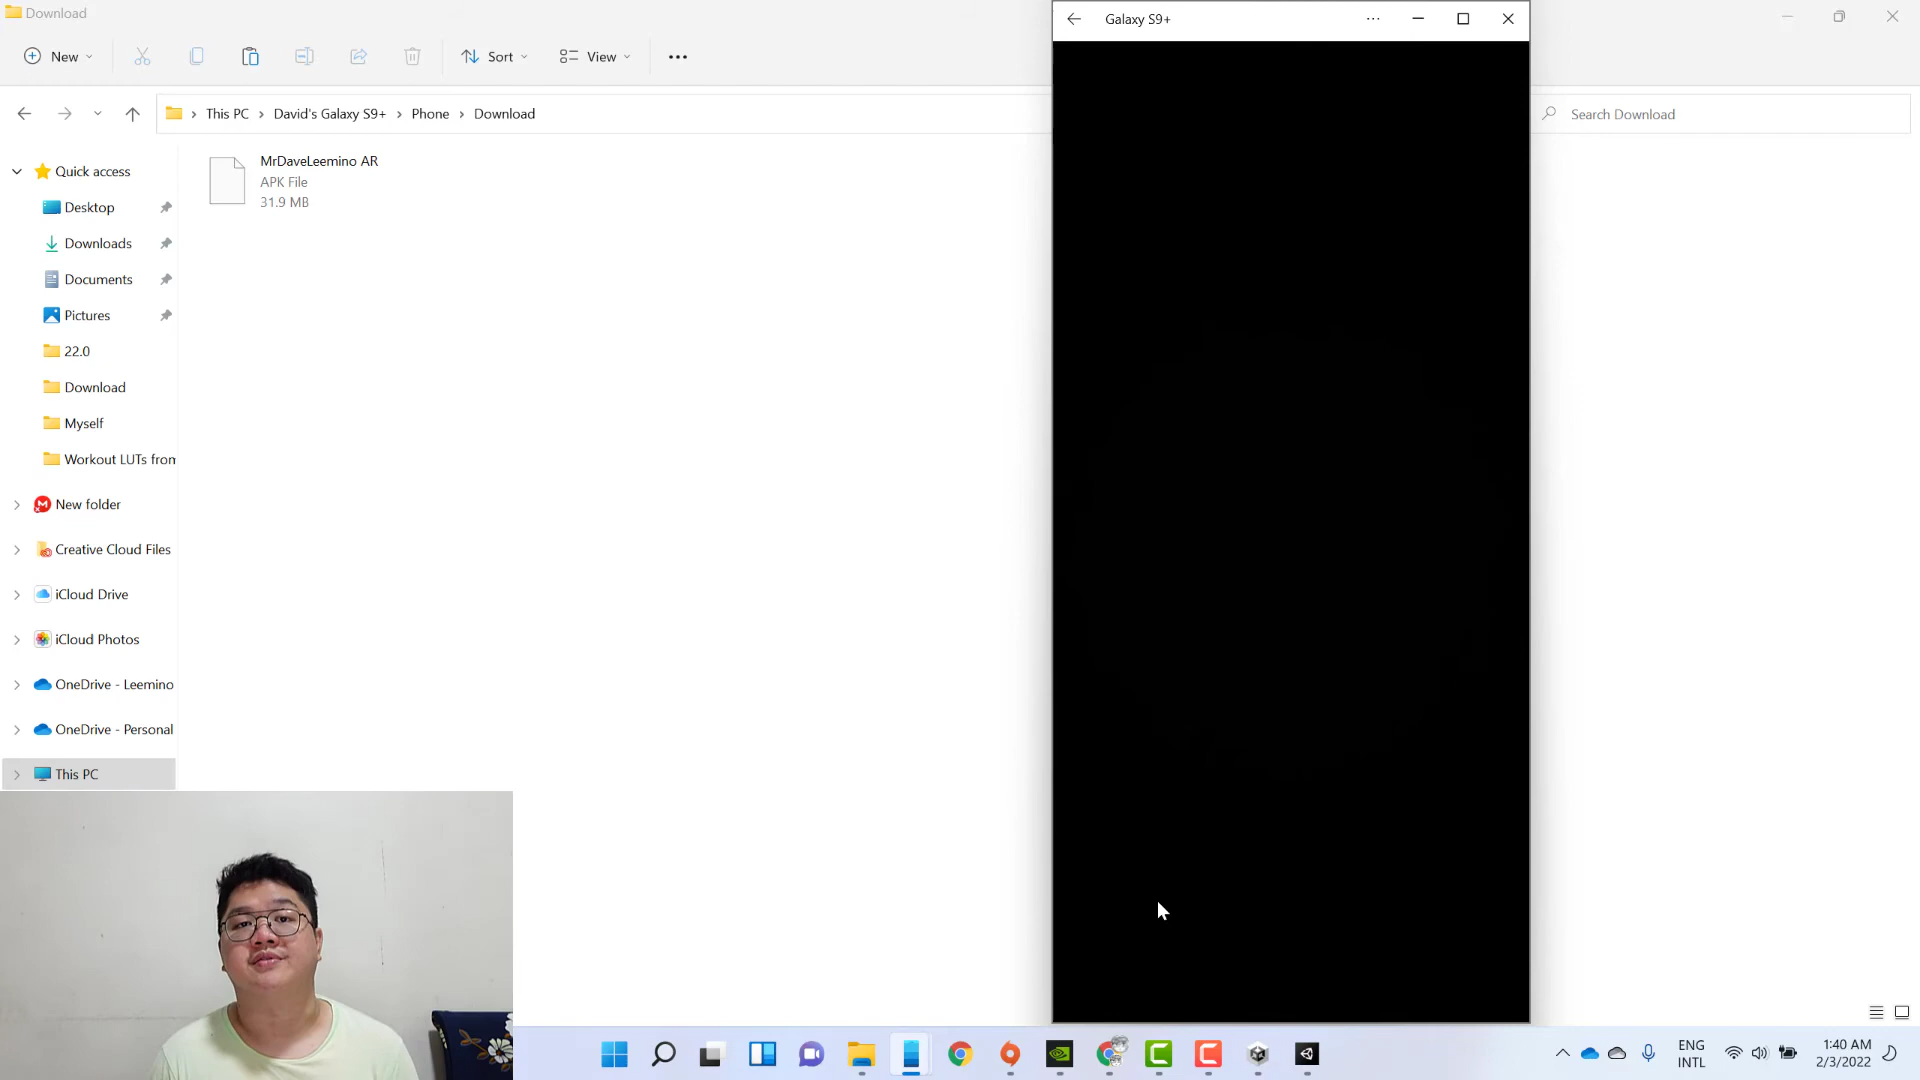 Download
New
Sort
View
This PC
David's Galaxy S9+
Phone
Download
Search Download
Galaxy S9+
Quick access
Desktop
Downloads
Documents
Pictures
22.0
Download
Myself
Workout LUTs from
New folder
Creative Cloud Files
iCloud Drive
iCloud Photos
OneDrive - Leemino
OneDrive - Personal
This PC
MrDaveLeemino AR
APK File
31.9 MB
ENG
INTL
1:40 AM
2/3/2022